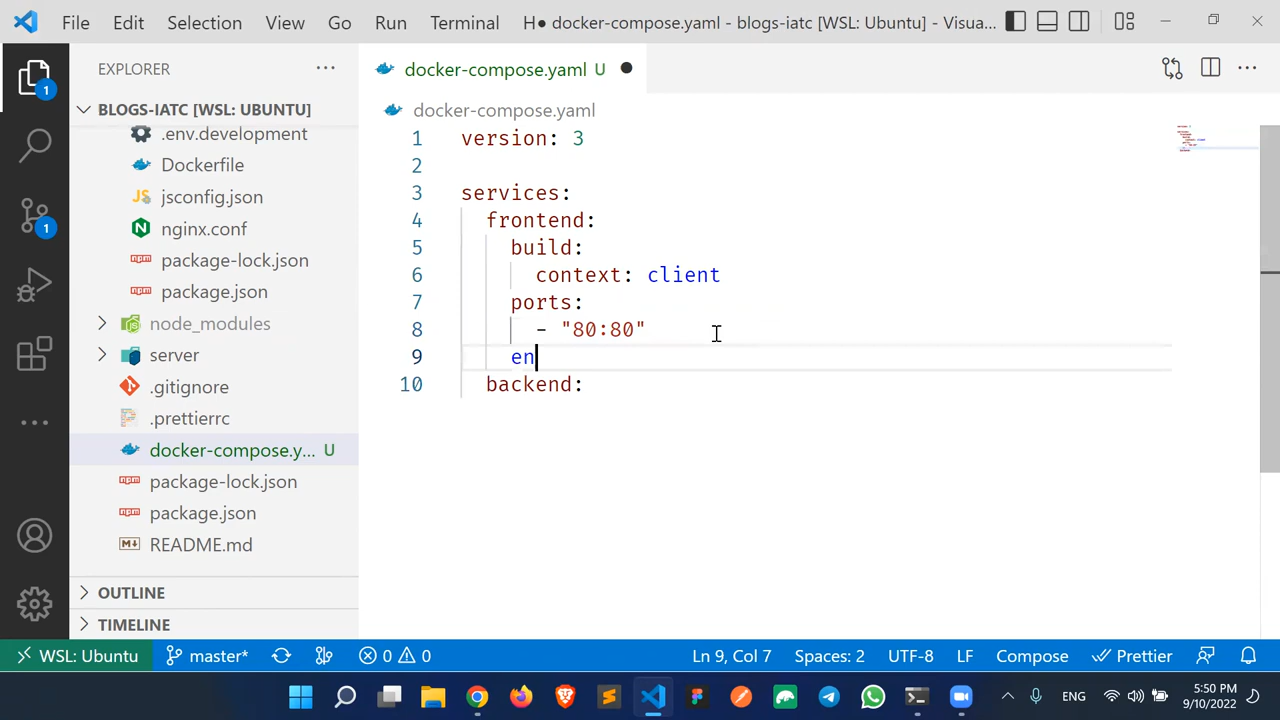 File Edit Selection View Go Run Terminal H● docker-compose.yaml - blogs-iatc [WSL: Ubuntu] - Visua...
EXPLORER ...
docker-compose.yaml U ●
BLOGS-IATC [WSL: UBUNTU]
docker-compose.yaml
.env.development
Dockerfile
JS jsconfig.json
nginx.conf
package-lock.json
package.json
node_modules
server
.gitignore
.prettierrc
docker-compose.y... U
package-lock.json
package.json
README.md
OUTLINE
TIMELINE
1
1
1 version: 3
2
3 services:
4 frontend:
5 build:
6 context: client
7 ports:
8 - "80:80"
9 en
10 backend:
WSL: Ubuntu master* 0 0 Ln 9, Col 7 Spaces: 2 UTF-8 LF Compose Prettier
ENG 5:50 PM
9/10/2022